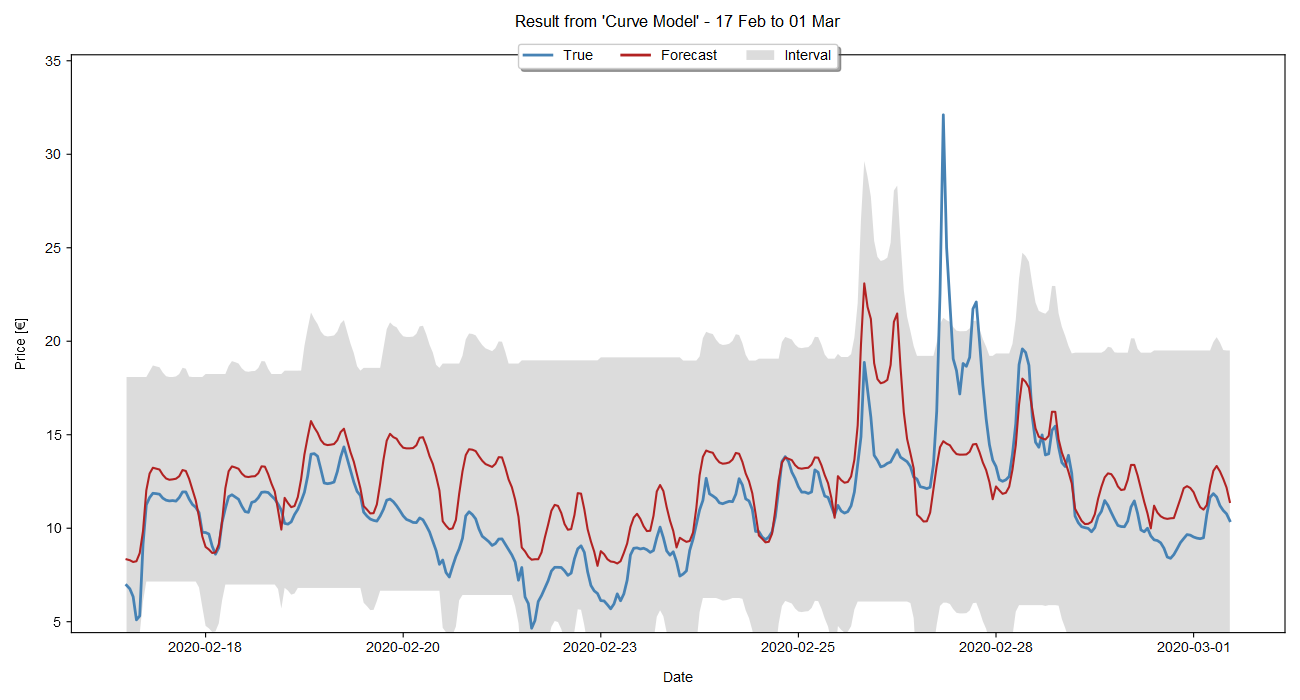 Result from 'Curve Model' - 17 Feb to 01 Mar
True Forecast Interval
Price [€]
35
30
25
20
15
10
5
2020-02-18 2020-02-20 2020-02-23 2020-02-25 2020-02-28 2020-03-01
Date